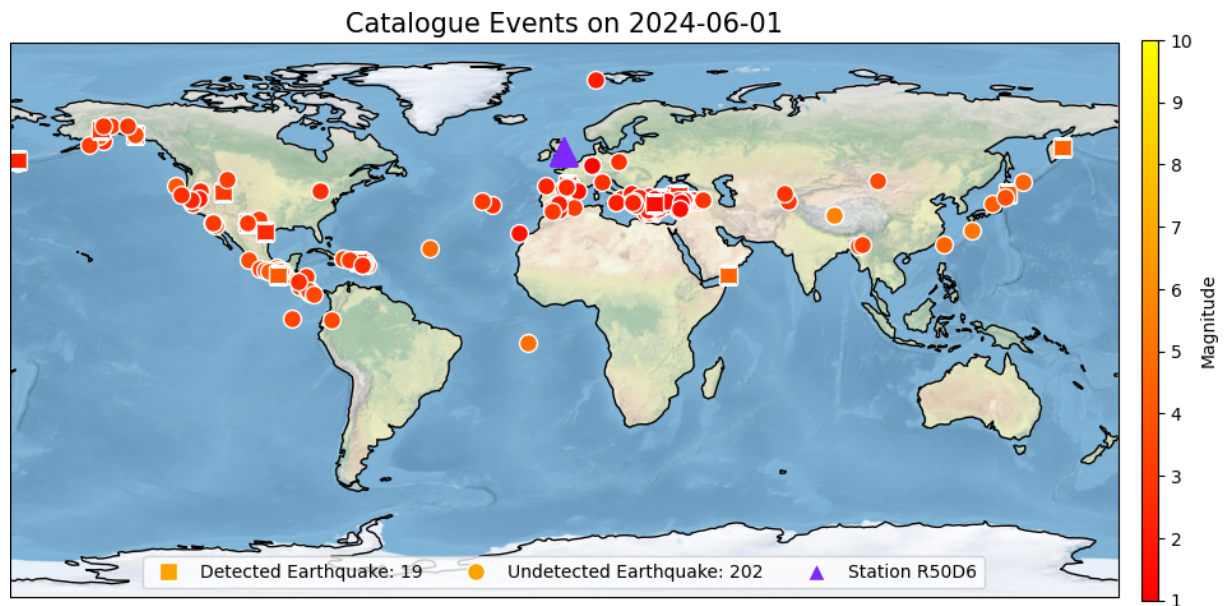 Catalogue Events on 2024-06-01
10
9
8
7
6
5
4
3
2
1
Magnitude
Detected Earthquake: 19
Undetected Earthquake: 202
Station R50D6